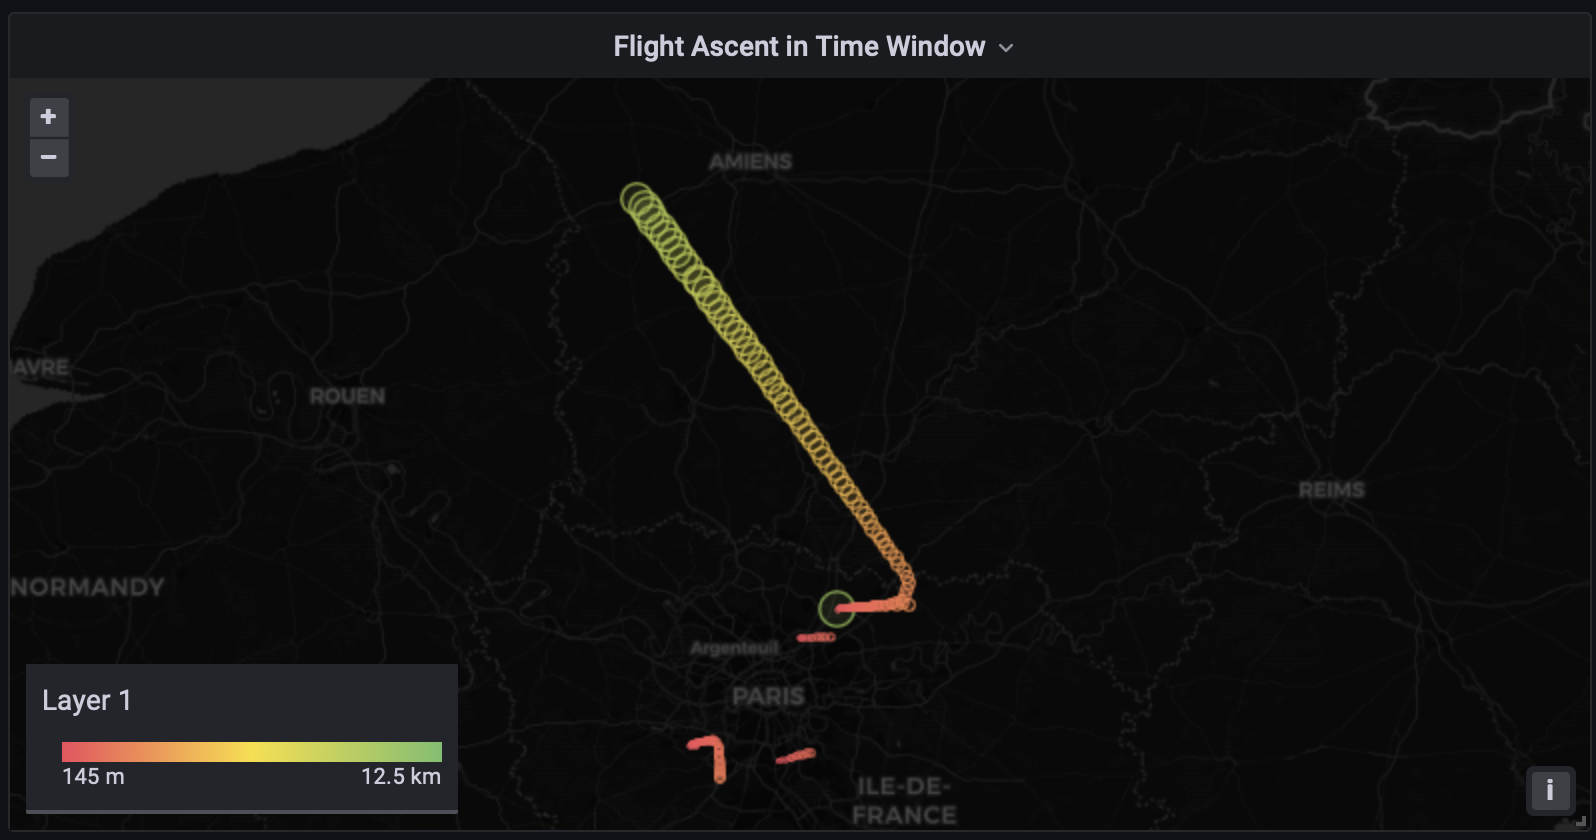 Flight Ascent in Time Window
+
−
AMIENS
AVRE
ROUEN
REIMS
NORMANDY
Argenteuil
PARIS
ILE-DE-
FRANCE
Layer 1
145 m 12.5 km
i